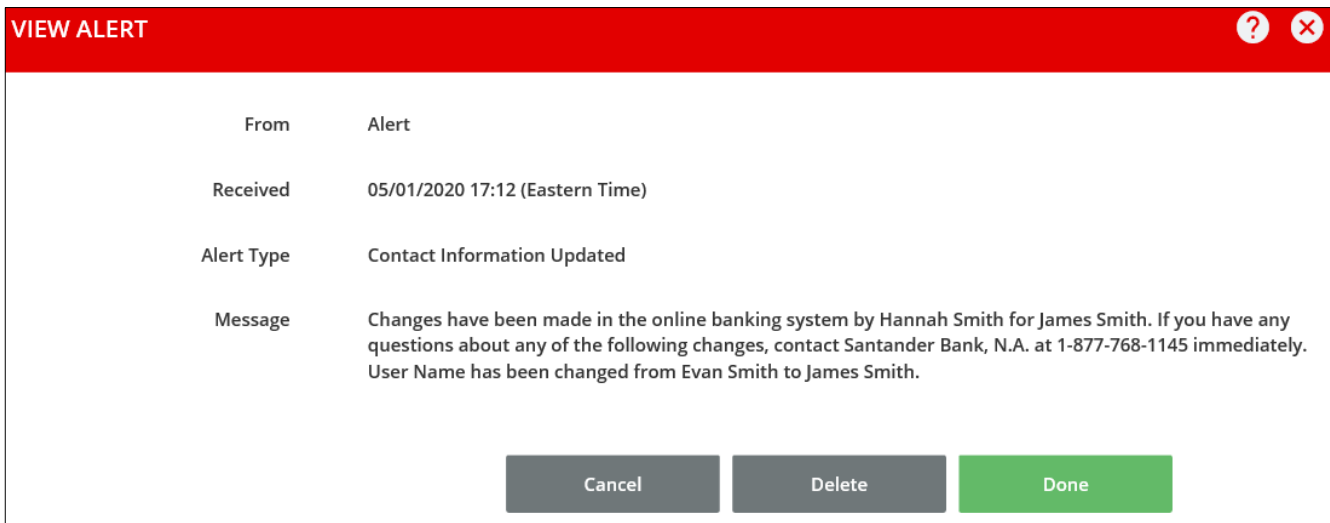 VIEW ALERT
From Alert
Received 05/01/2020 17:12 (Eastern Time)
Alert Type Contact Information Updated
Message Changes have been made in the online banking system by Hannah Smith for James Smith. If you have any
questions about any of the following changes, contact Santander Bank, N.A. at 1-877-768-1145 immediately.
User Name has been changed from Evan Smith to James Smith.
Cancel Delete Done